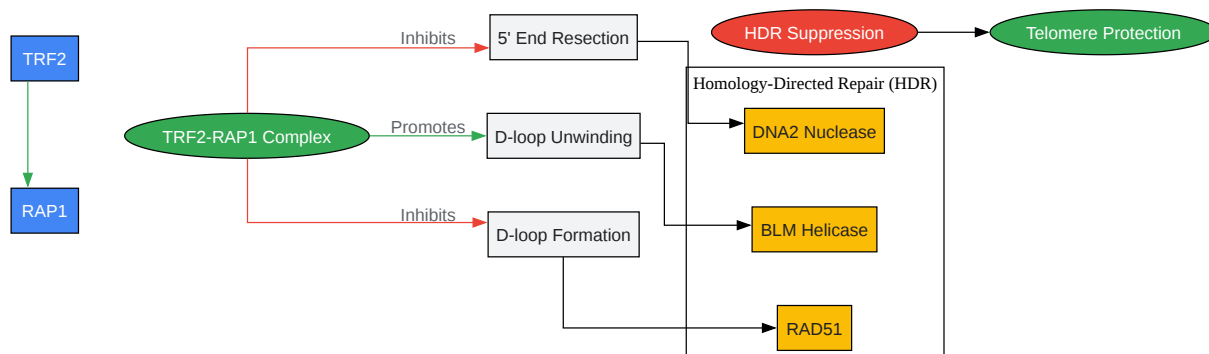 TRF2
RAP1
TRF2-RAP1 Complex
Inhibits
Promotes
Inhibits
5' End Resection
D-loop Unwinding
D-loop Formation
HDR Suppression
Telomere Protection
Homology-Directed Repair (HDR)
DNA2 Nuclease
BLM Helicase
RAD51